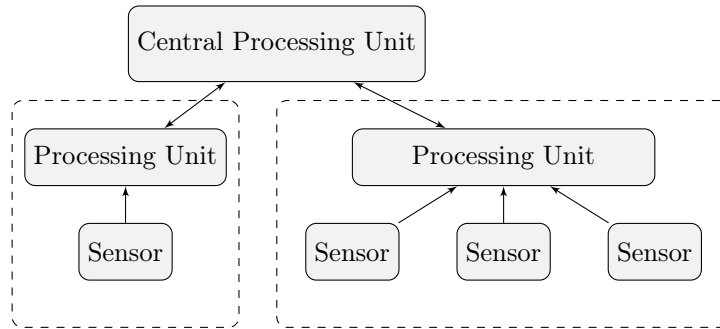 Central Processing Unit
Processing Unit
Processing Unit
Sensor
Sensor
Sensor
Sensor